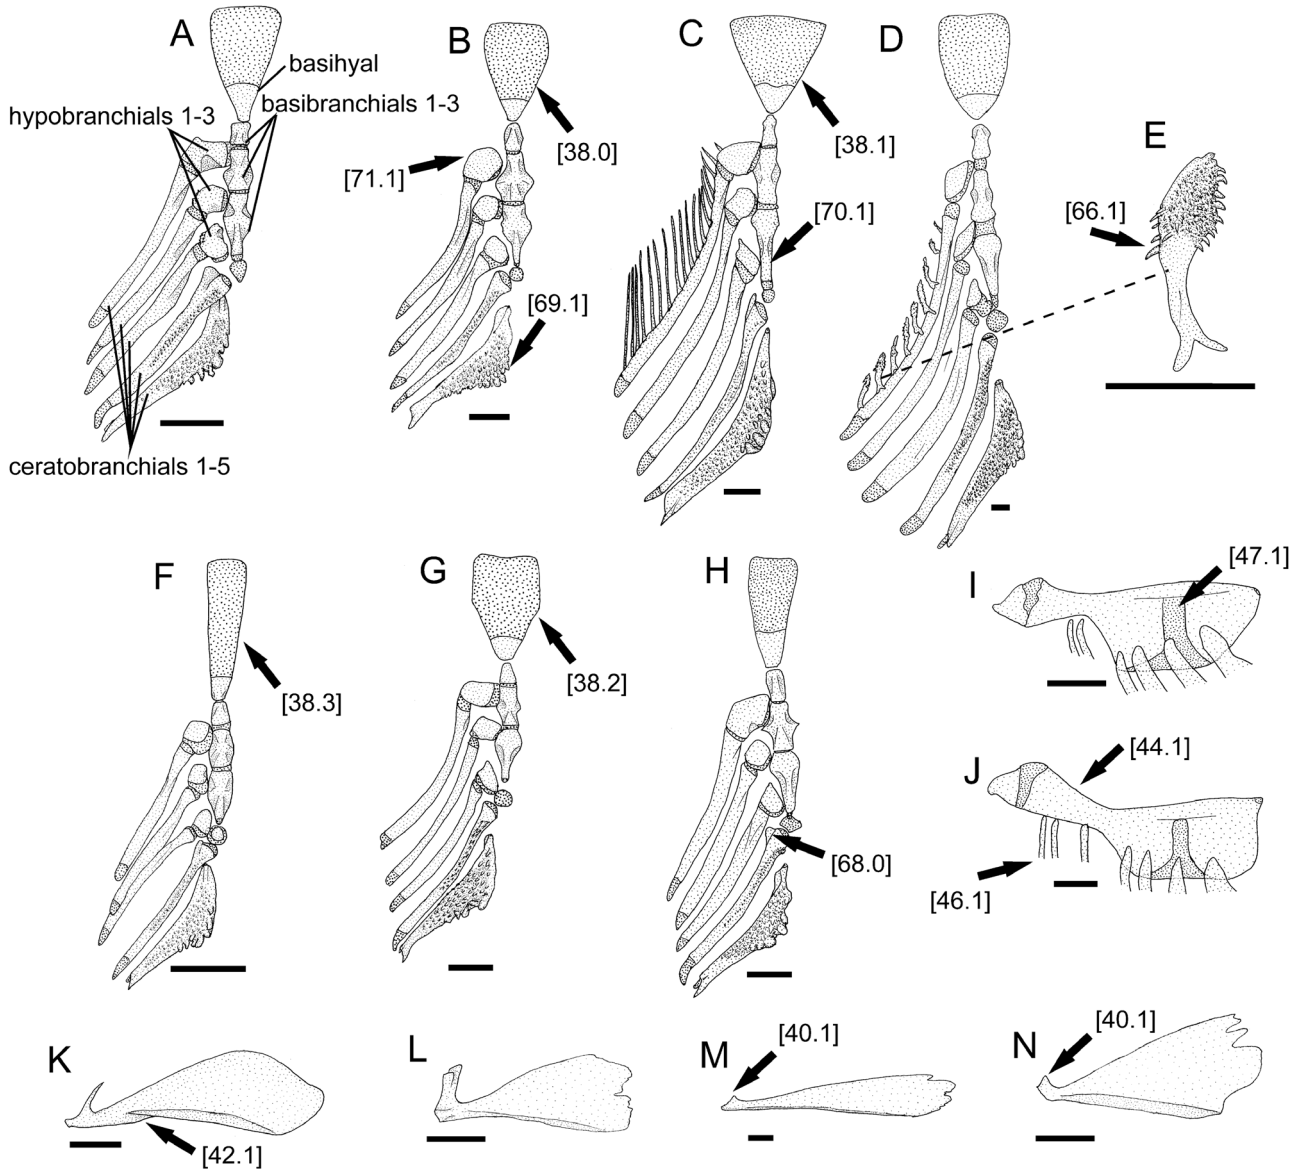 A
B
C
D
basihyal
hypobranchials 1-3
basibranchials 1-3
[38.0]
[38.1]
E
[71.1]
[70.1]
[66.1]
[69.1]
ceratobranchials 1-5
F
G
H
I
[47.1]
[38.3]
[38.2]
J
[44.1]
[68.0]
[46.1]
K
L
M
[40.1]
N
[40.1]
[42.1]